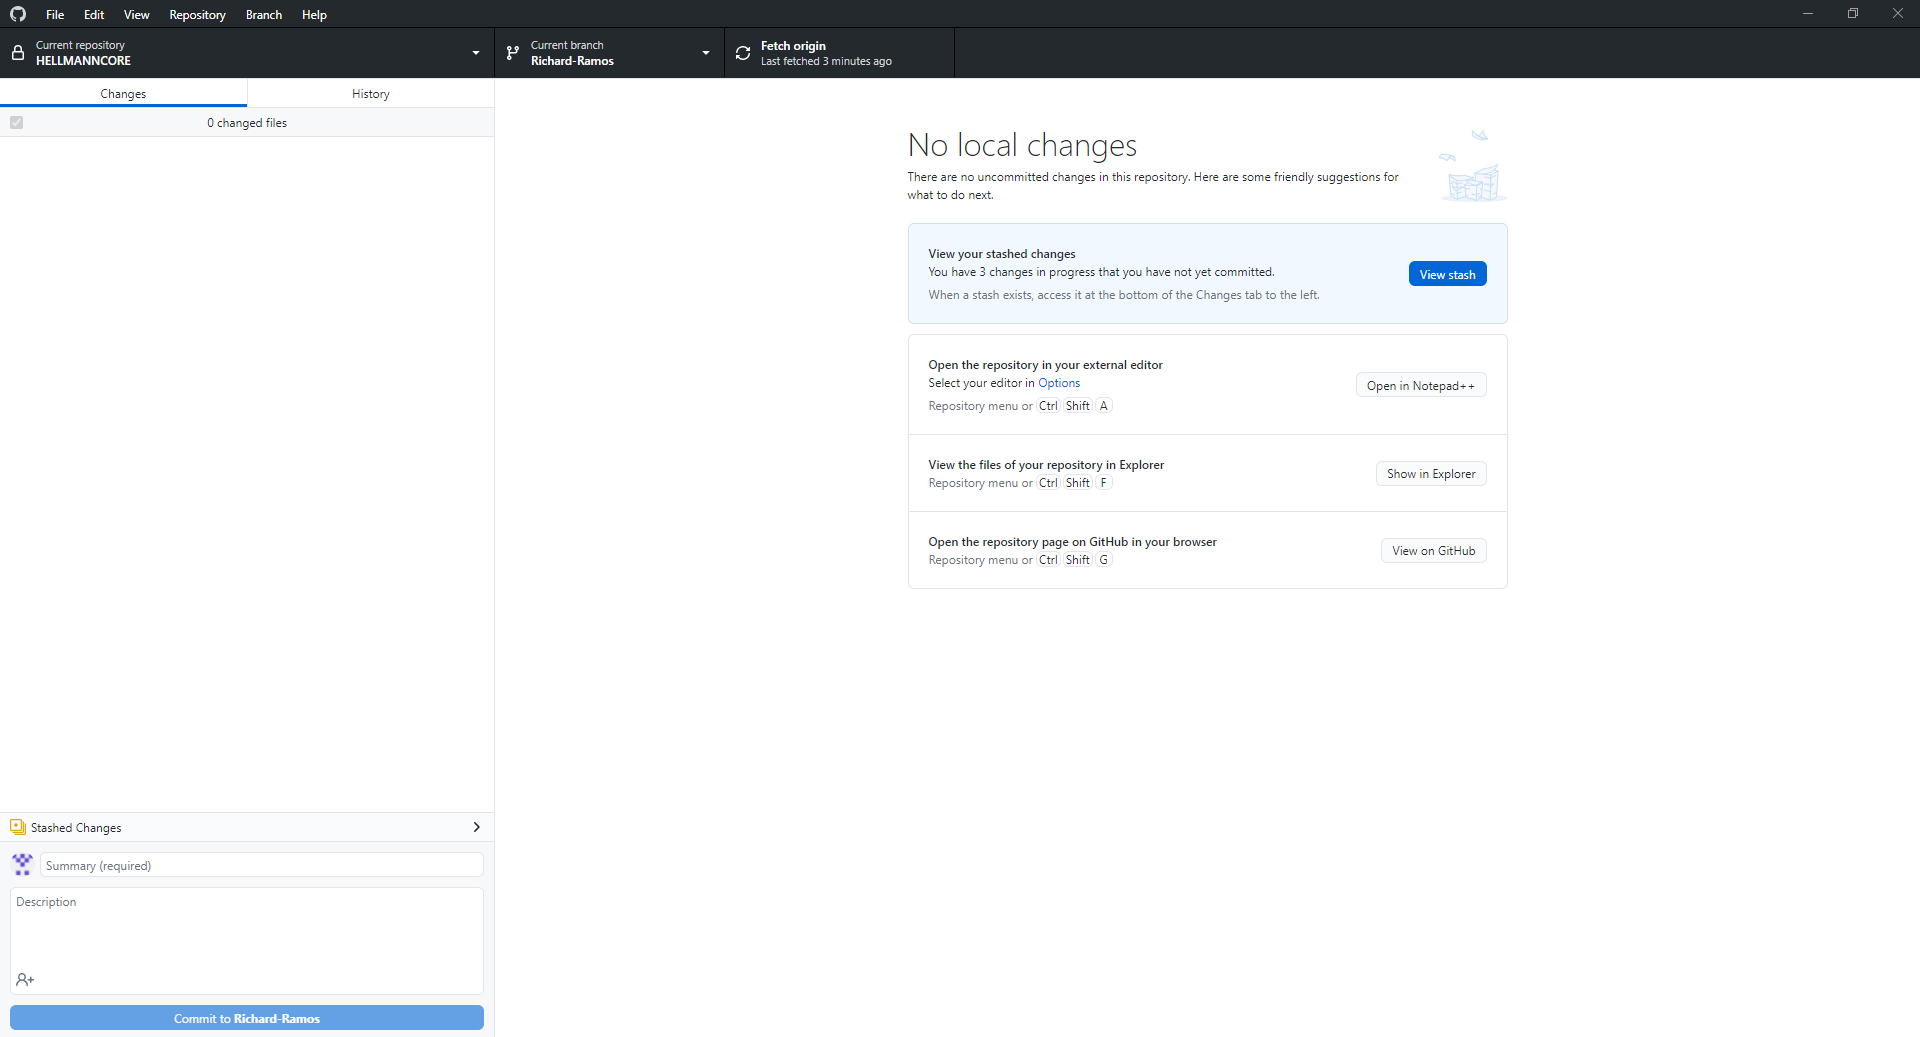 File Edit View Repository Branch Help
Current repository
HELLMANNCORE
Current branch
Richard-Ramos
Fetch origin
Last fetched 3 minutes ago
Changes
History
0 changed files
No local changes
There are no uncommitted changes in this repository. Here are some friendly suggestions for
what to do next.
View your stashed changes
You have 3 changes in progress that you have not yet committed.
When a stash exists, access it at the bottom of the Changes tab to the left.
View stash
Open the repository in your external editor
Select your editor in Options
Repository menu or Ctrl Shift A
Open in Notepad++
View the files of your repository in Explorer
Repository menu or Ctrl Shift F
Show in Explorer
Open the repository page on GitHub in your browser
Repository menu or Ctrl Shift G
View on GitHub
Stashed Changes
Summary (required)
Description
Commit to Richard-Ramos